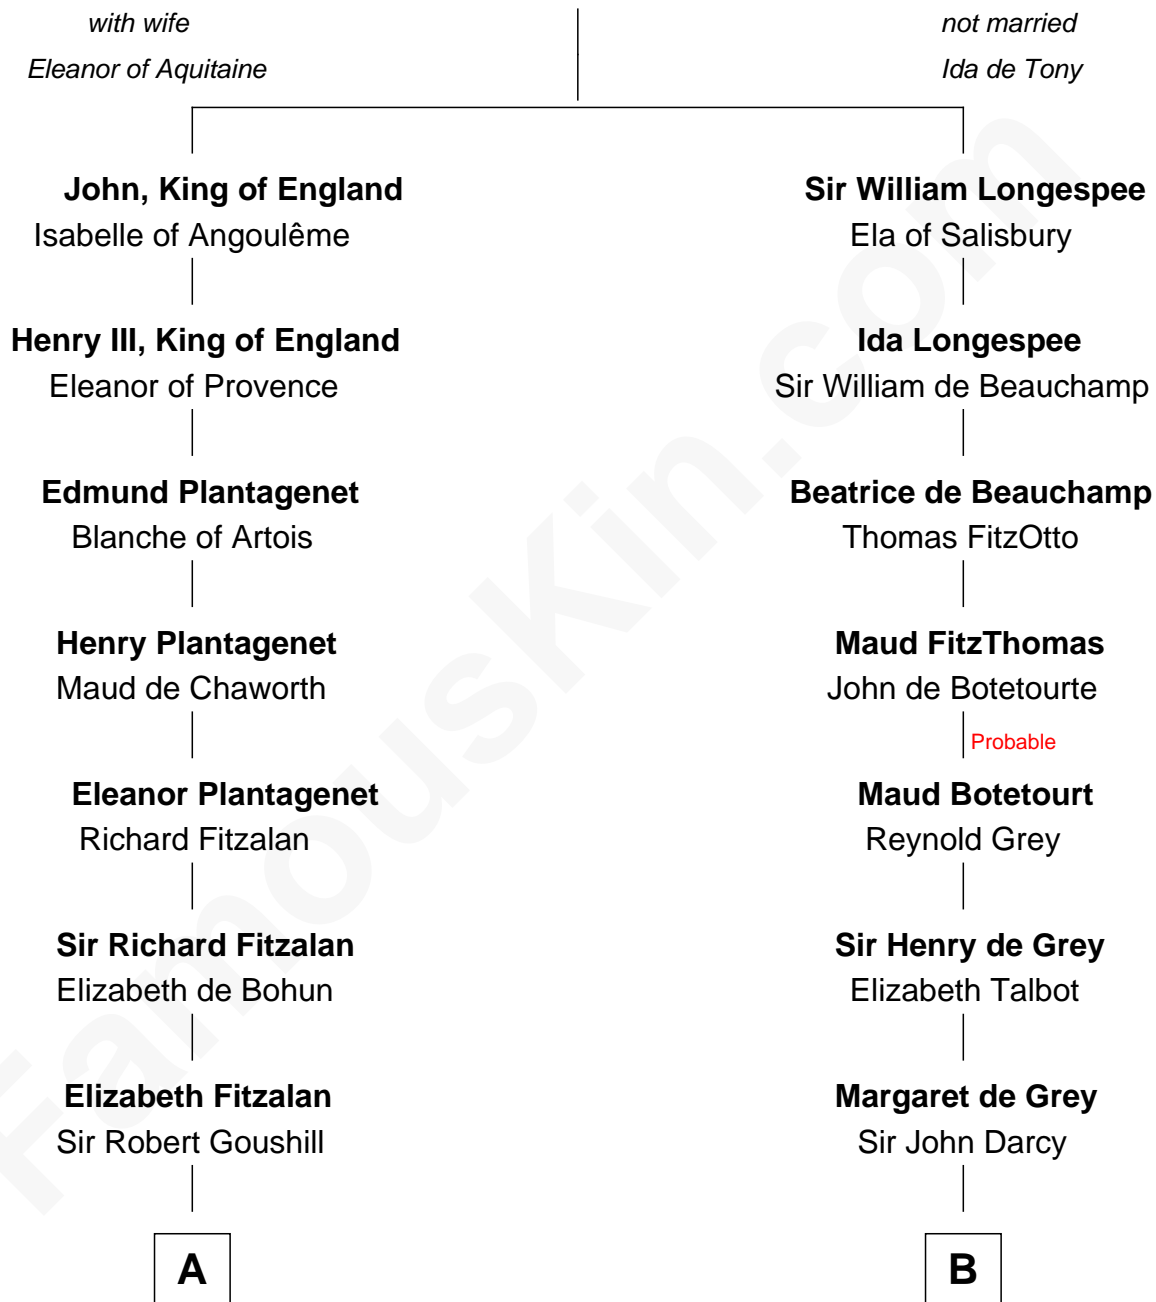 with wife
not married
Eleanor of Aquitaine
Ida de Tony
John, King of England
Sir William Longespee
Isabelle of Angoulême
Ela of Salisbury
Henry III, King of England
Ida Longespee
Eleanor of Provence
Sir William de Beauchamp
Edmund Plantagenet
Beatrice de Beauchamp
Blanche of Artois
Thomas FitzOtto
Henry Plantagenet
Maud FitzThomas
Maud de Chaworth
John de Botetourte
Probable
Eleanor Plantagenet
Maud Botetourt
Richard Fitzalan
Reynold Grey
Sir Richard Fitzalan
Sir Henry de Grey
Elizabeth de Bohun
Elizabeth Talbot
Elizabeth Fitzalan
Margaret de Grey
Sir Robert Goushill
Sir John Darcy
A
B
FamousKin.com